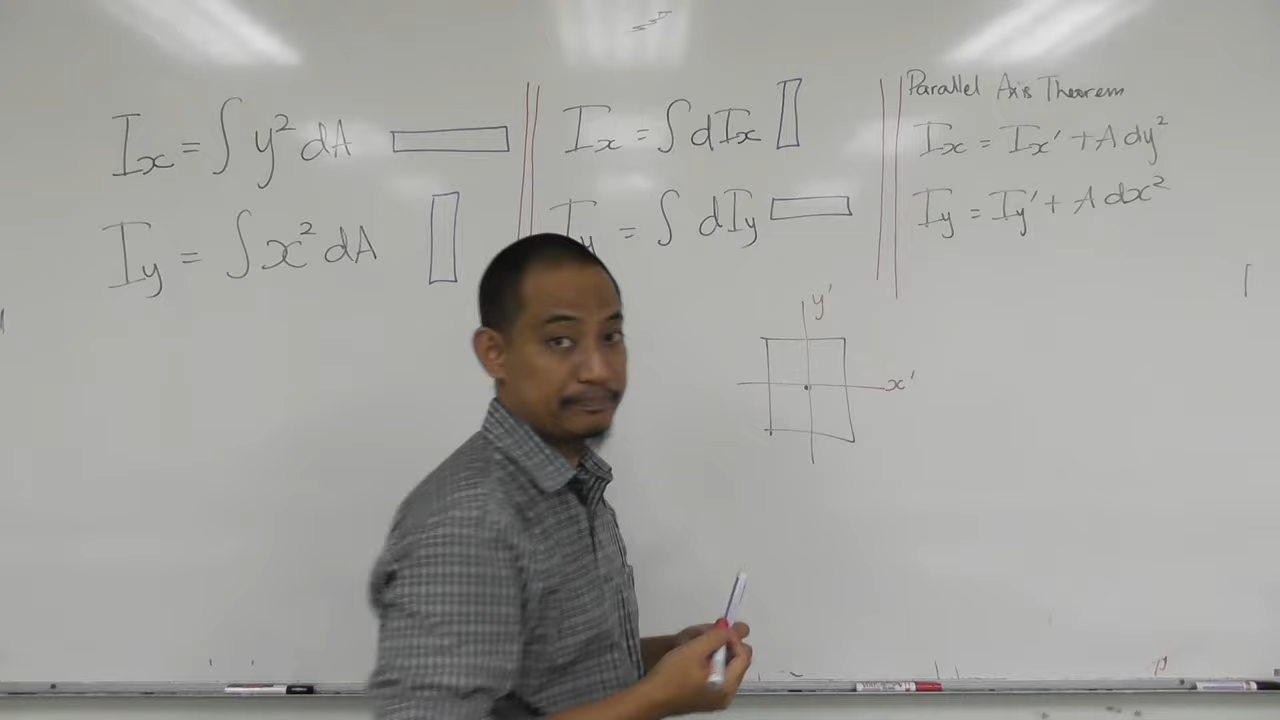 Ix = ∫ y² dA
Iy = ∫ x² dA
Ix = ∫ dIx
Iy = ∫ dIy
Parallel Axis Theorem
Ix = Ix' + A dy²
Iy = Iy' + A dx²
y'
x'